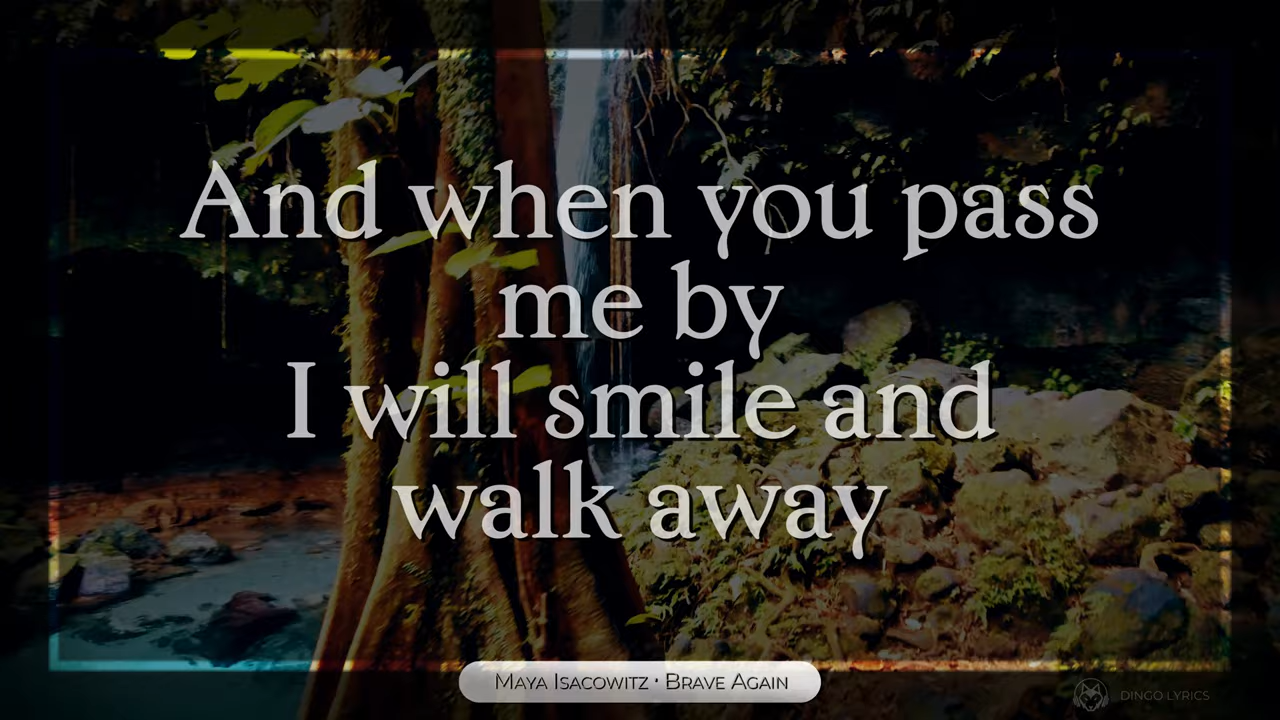 And when you pass
me by
I will smile and
walk away
Maya Isacowitz · Brave Again
DINGO LYRICS